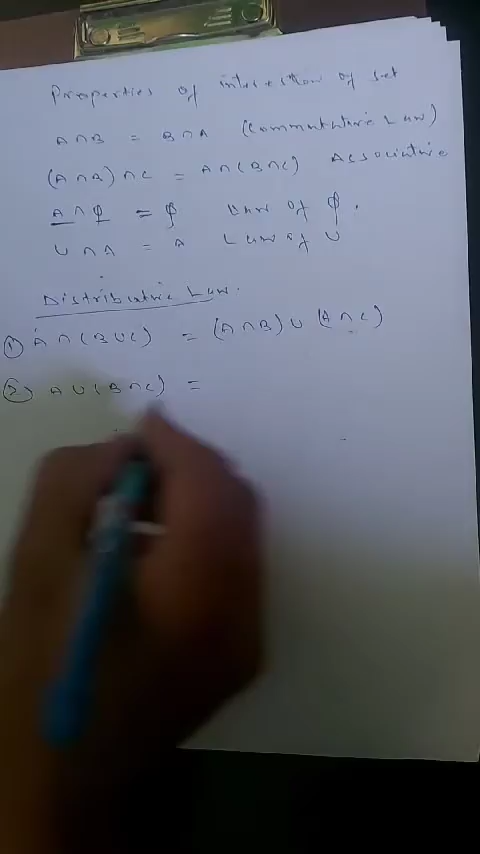 Properties of intersection of set
A ∩ B = B ∩ A (Commutative Law)
(A ∩ B) ∩ C = A ∩ (B ∩ C) Associative
A ∩ φ = φ Law of φ.
U ∩ A = A Law of U
Distributive Law.
① A ∩ (B ∪ C) = (A ∩ B) ∪ (A ∩ C)
② A ∪ (B ∩ C) =